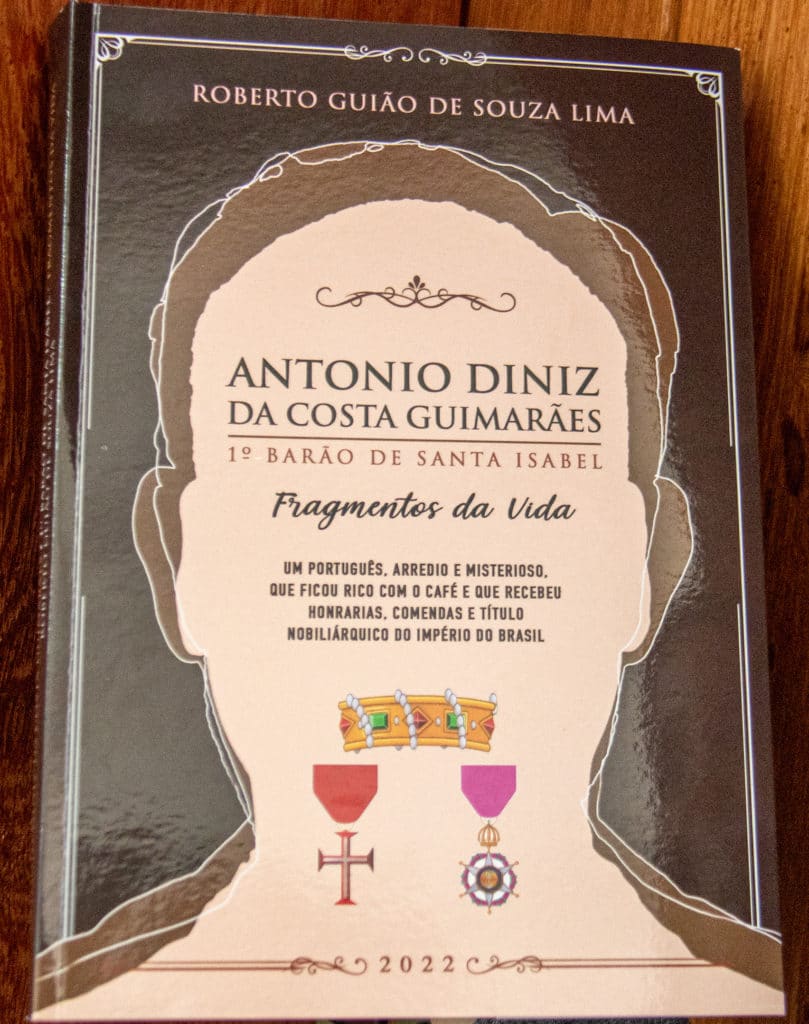 ROBERTO GUIÃO DE SOUZA LIMA
ANTONIO DINIZ
DA COSTA GUIMARÃES
1º BARÃO DE SANTA ISABEL
Fragmentos da Vida
UM PORTUGUÊS, ARREDIO E MISTERIOSO,
QUE FICOU RICO COM O CAFÉ E QUE RECEBEU
HONRARIAS, COMENDAS E TÍTULO
NOBILIÁRQUICO DO IMPÉRIO DO BRASIL
2022